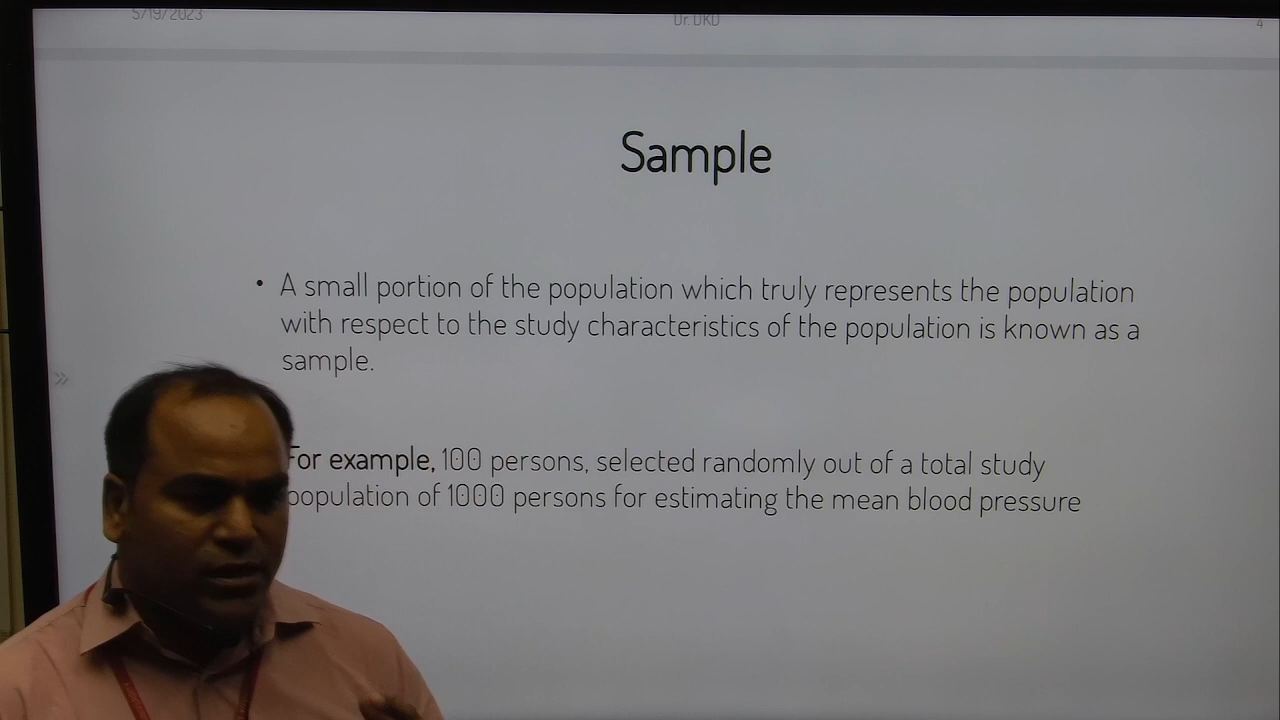 5/19/2023 Dr. DKD 4
Sample
• A small portion of the population which truly represents the population
with respect to the study characteristics of the population is known as a
sample.
For example, 100 persons, selected randomly out of a total study
population of 1000 persons for estimating the mean blood pressure